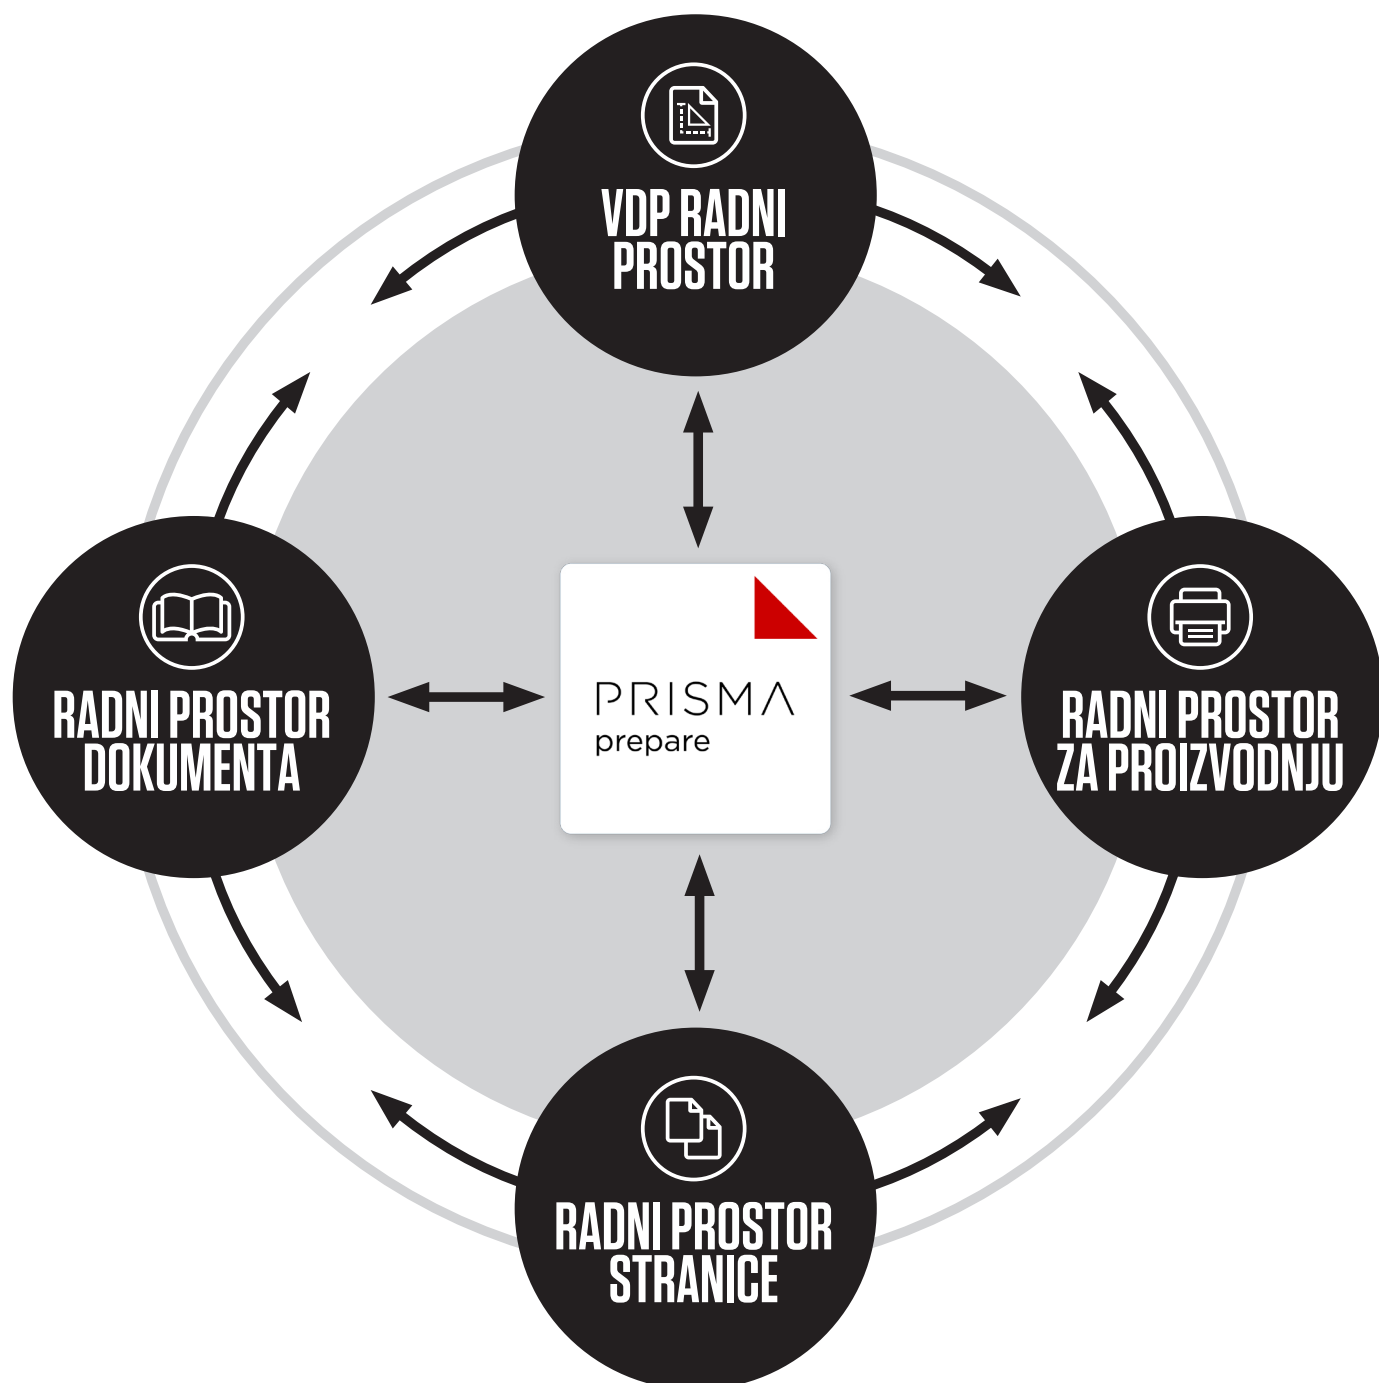 VDP RADNI
PROSTOR
RADNI PROSTOR
DOKUMENTA
PRISMA
prepare
RADNI PROSTOR
ZA PROIZVODNJU
RADNI PROSTOR
STRANICE